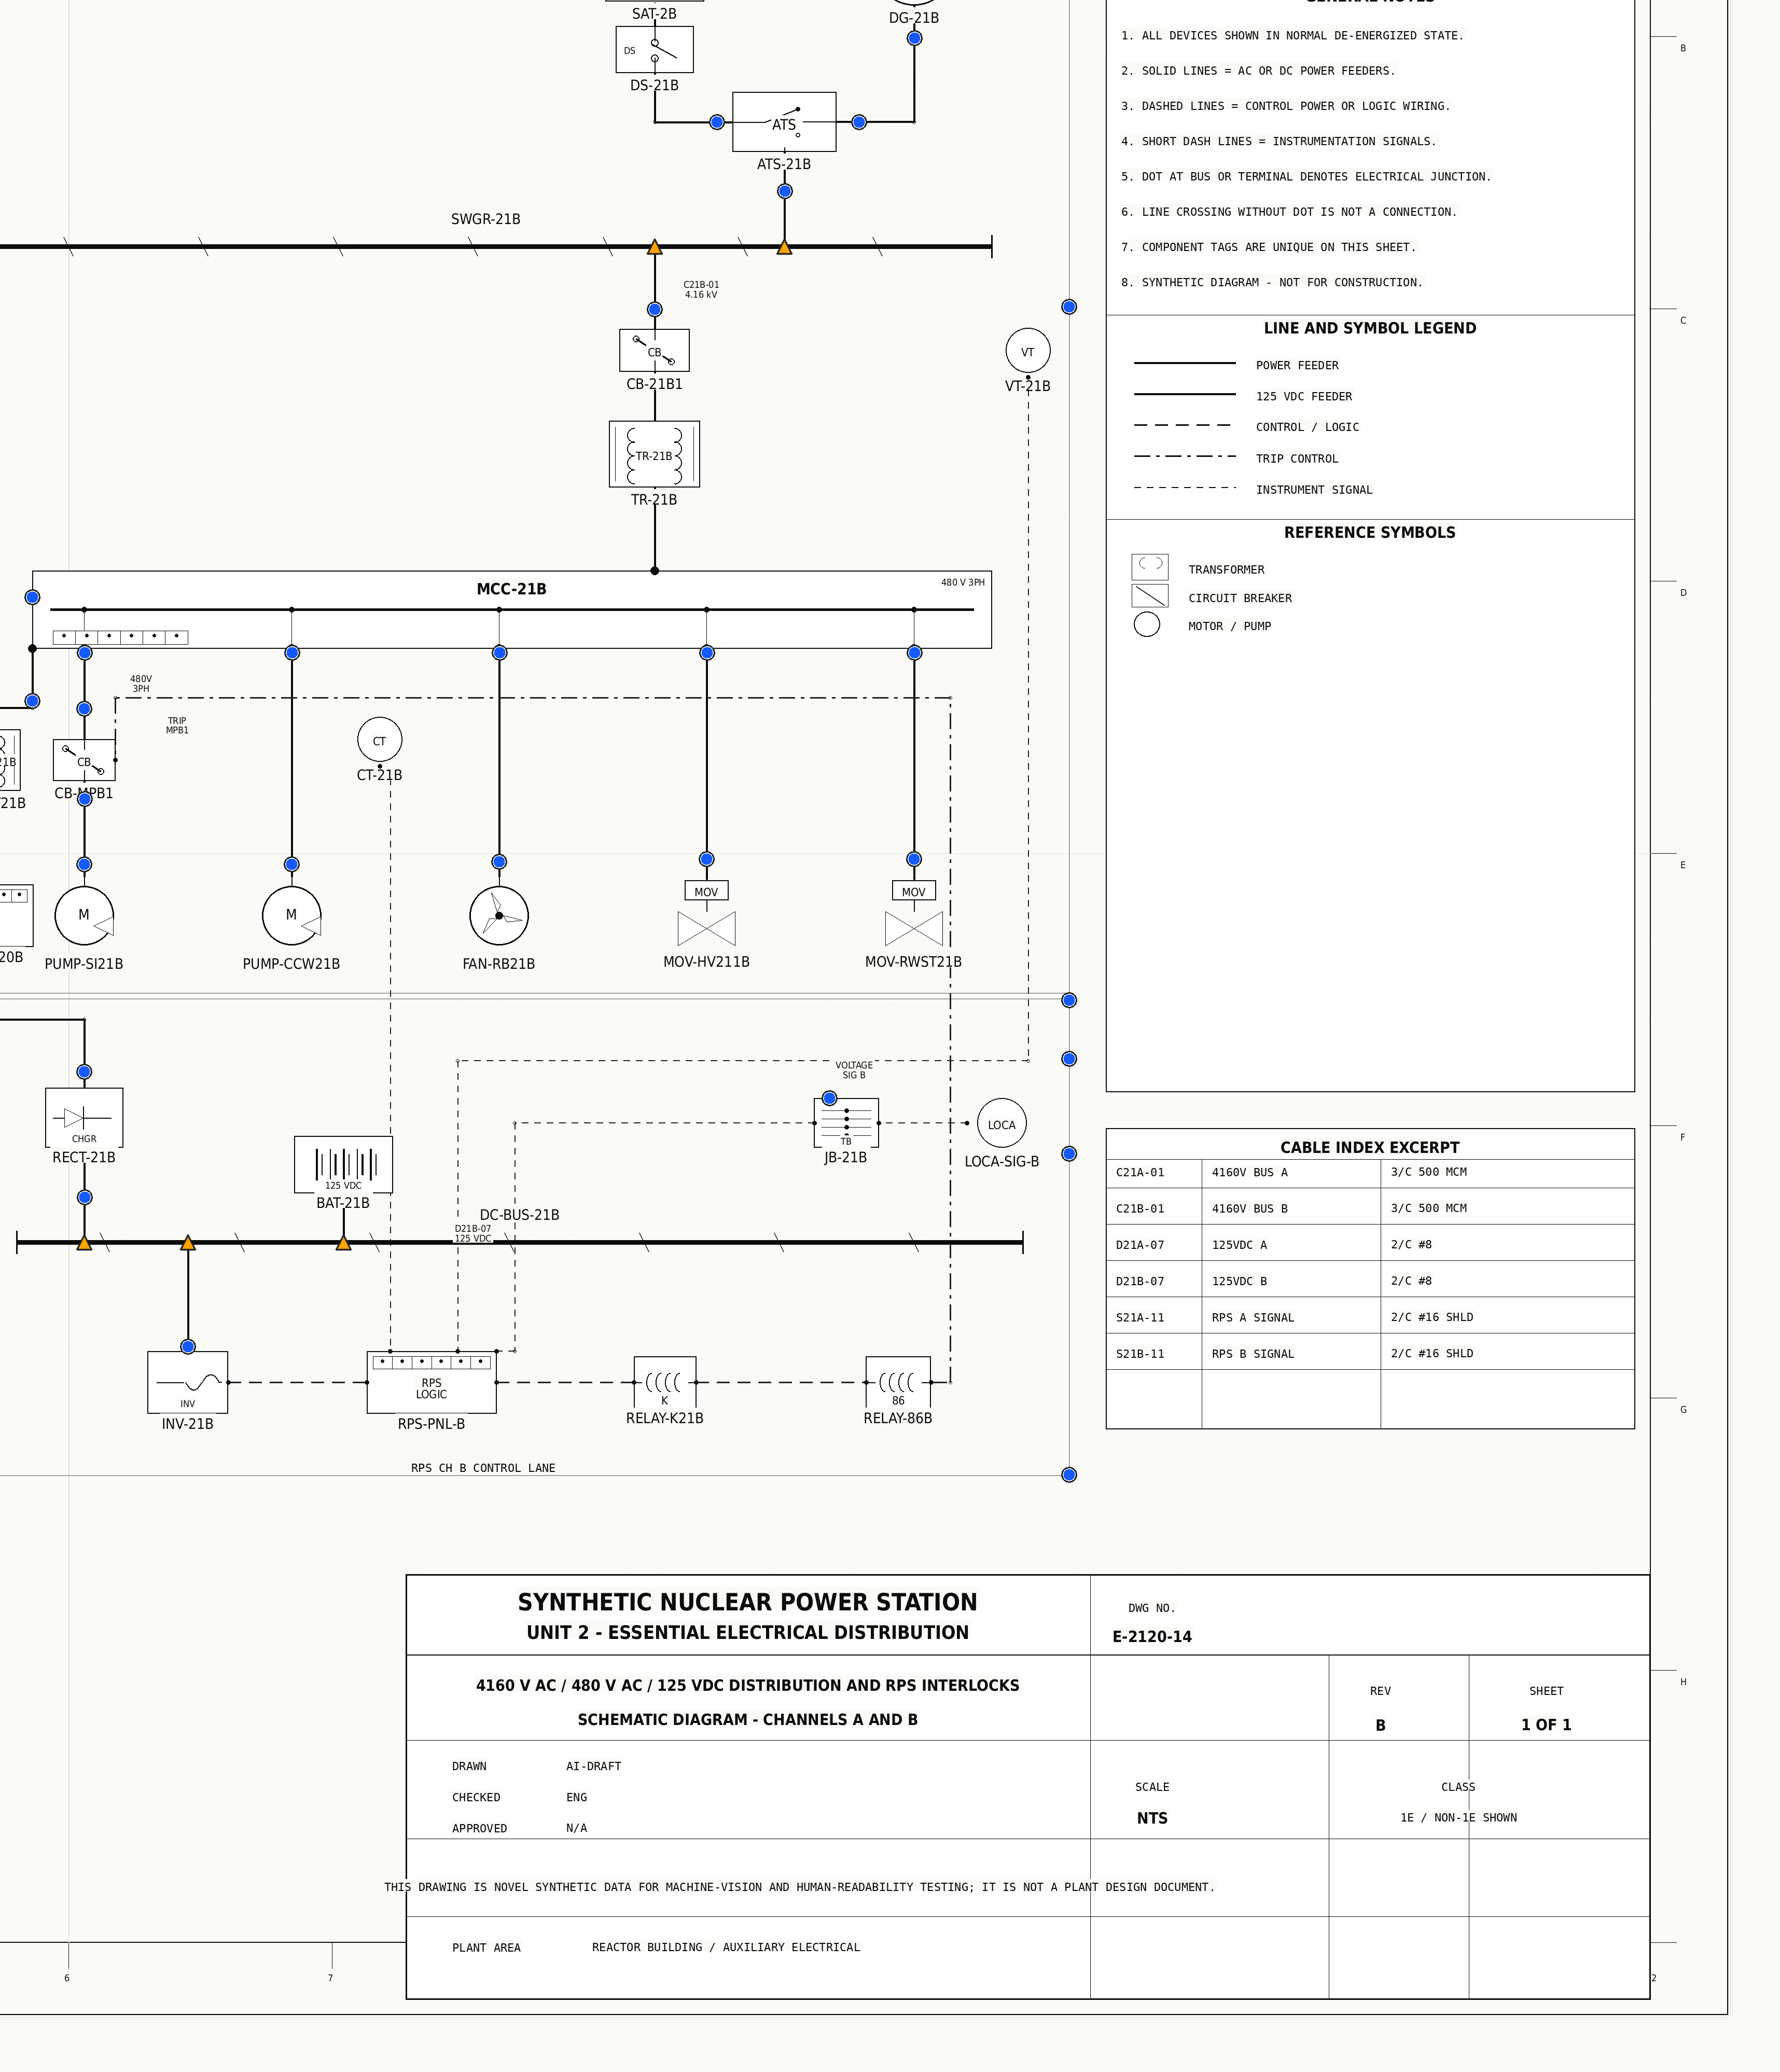 SAT-2B
DG-21B
DS
DS-21B
ATS
ATS-21B
SWGR-21B
C21B-01
4.16 kV
CB
CB-21B1
VT
VT-21B
TR-21B
TR-21B
MCC-21B
480 V 3PH
480V
3PH
TRIP
MPB1
CT
CT-21B
21B
CB
21B
CB-MPB1
MOV
MOV
M
M
20B
PUMP-SI21B
PUMP-CCW21B
FAN-RB21B
MOV-HV211B
MOV-RWST21B
VOLTAGE
SIG B
CHGR
RECT-21B
TB
JB-21B
LOCA
LOCA-SIG-B
125 VDC
BAT-21B
DC-BUS-21B
D21B-07
125 VDC
INV
INV-21B
RPS
LOGIC
RPS-PNL-B
K
RELAY-K21B
86
RELAY-86B
RPS CH B CONTROL LANE
GENERAL NOTES
1. ALL DEVICES SHOWN IN NORMAL DE-ENERGIZED STATE.
2. SOLID LINES = AC OR DC POWER FEEDERS.
3. DASHED LINES = CONTROL POWER OR LOGIC WIRING.
4. SHORT DASH LINES = INSTRUMENTATION SIGNALS.
5. DOT AT BUS OR TERMINAL DENOTES ELECTRICAL JUNCTION.
6. LINE CROSSING WITHOUT DOT IS NOT A CONNECTION.
7. COMPONENT TAGS ARE UNIQUE ON THIS SHEET.
8. SYNTHETIC DIAGRAM - NOT FOR CONSTRUCTION.
LINE AND SYMBOL LEGEND
POWER FEEDER
125 VDC FEEDER
CONTROL / LOGIC
TRIP CONTROL
INSTRUMENT SIGNAL
REFERENCE SYMBOLS
TRANSFORMER
CIRCUIT BREAKER
MOTOR / PUMP
CABLE INDEX EXCERPT
C21A-01 4160V BUS A 3/C 500 MCM
C21B-01 4160V BUS B 3/C 500 MCM
D21A-07 125VDC A 2/C #8
D21B-07 125VDC B 2/C #8
S21A-11 RPS A SIGNAL 2/C #16 SHLD
S21B-11 RPS B SIGNAL 2/C #16 SHLD
B
C
D
E
F
G
H
SYNTHETIC NUCLEAR POWER STATION
UNIT 2 - ESSENTIAL ELECTRICAL DISTRIBUTION
DWG NO.
E-2120-14
4160 V AC / 480 V AC / 125 VDC DISTRIBUTION AND RPS INTERLOCKS
SCHEMATIC DIAGRAM - CHANNELS A AND B
REV
B
SHEET
1 OF 1
DRAWN AI-DRAFT
CHECKED ENG
APPROVED N/A
SCALE
NTS
CLASS
1E / NON-1E SHOWN
THIS DRAWING IS NOVEL SYNTHETIC DATA FOR MACHINE-VISION AND HUMAN-READABILITY TESTING; IT IS NOT A PLANT DESIGN DOCUMENT.
PLANT AREA REACTOR BUILDING / AUXILIARY ELECTRICAL
6
7
2